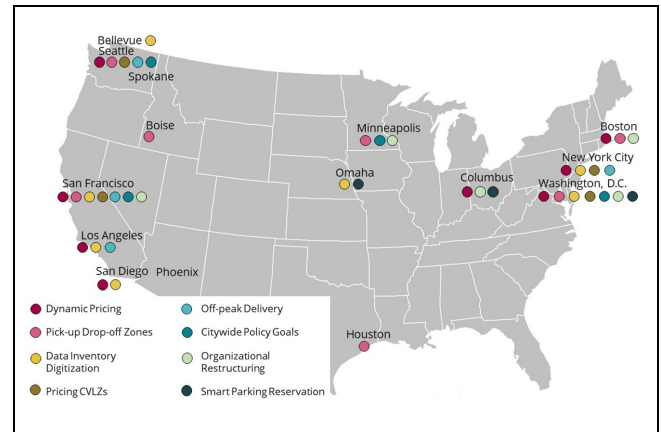 Bellevue
Seattle
Spokane
Boise
Minneapolis
Boston
New York City
Omaha
Columbus
Washington, D.C.
San Francisco
Los Angeles
San Diego
Phoenix
Houston
Dynamic Pricing
Pick-up Drop-off Zones
Data Inventory
Digitization
Pricing CVLZs
Off-peak Delivery
Citywide Policy Goals
Organizational
Restructuring
Smart Parking Reservation